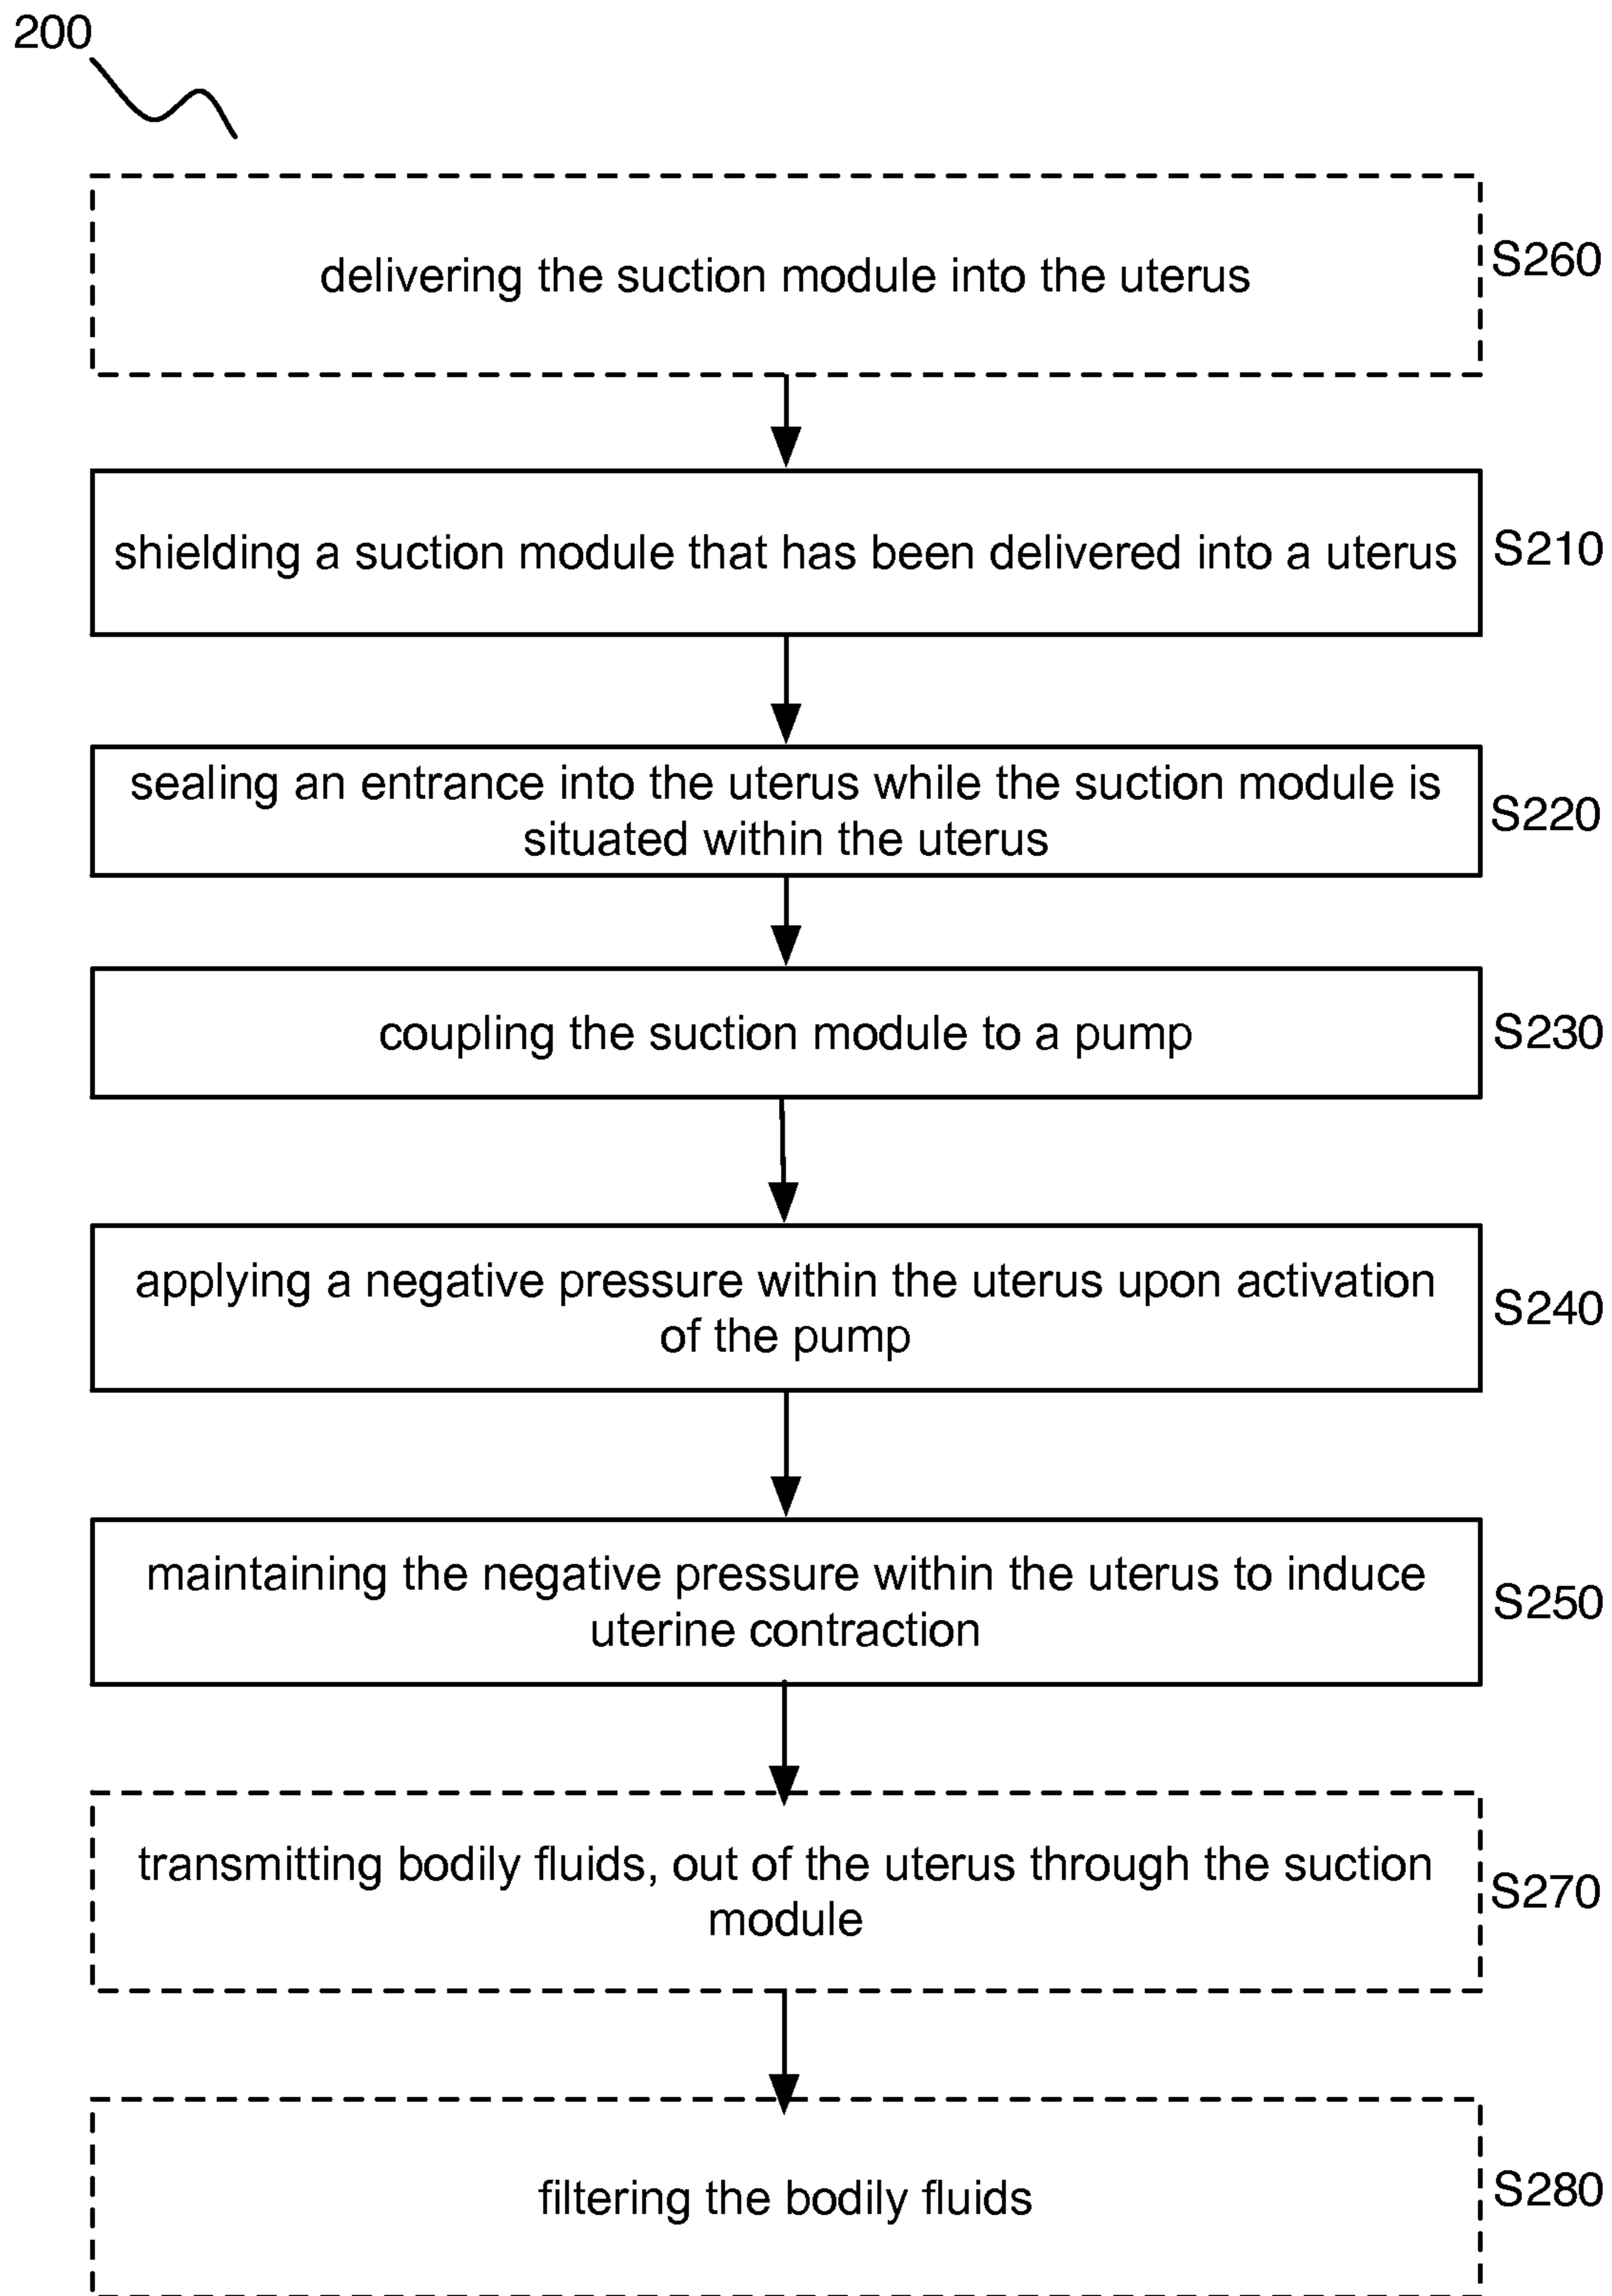 200
delivering the suction module into the uterus
S260
shielding a suction module that has been delivered into a uterus
S210
sealing an entrance into the uterus while the suction module is
situated within the uterus
S220
coupling the suction module to a pump
S230
applying a negative pressure within the uterus upon activation
of the pump
S240
maintaining the negative pressure within the uterus to induce
uterine contraction
S250
transmitting bodily fluids, out of the uterus through the suction
module
S270
filtering the bodily fluids
S280